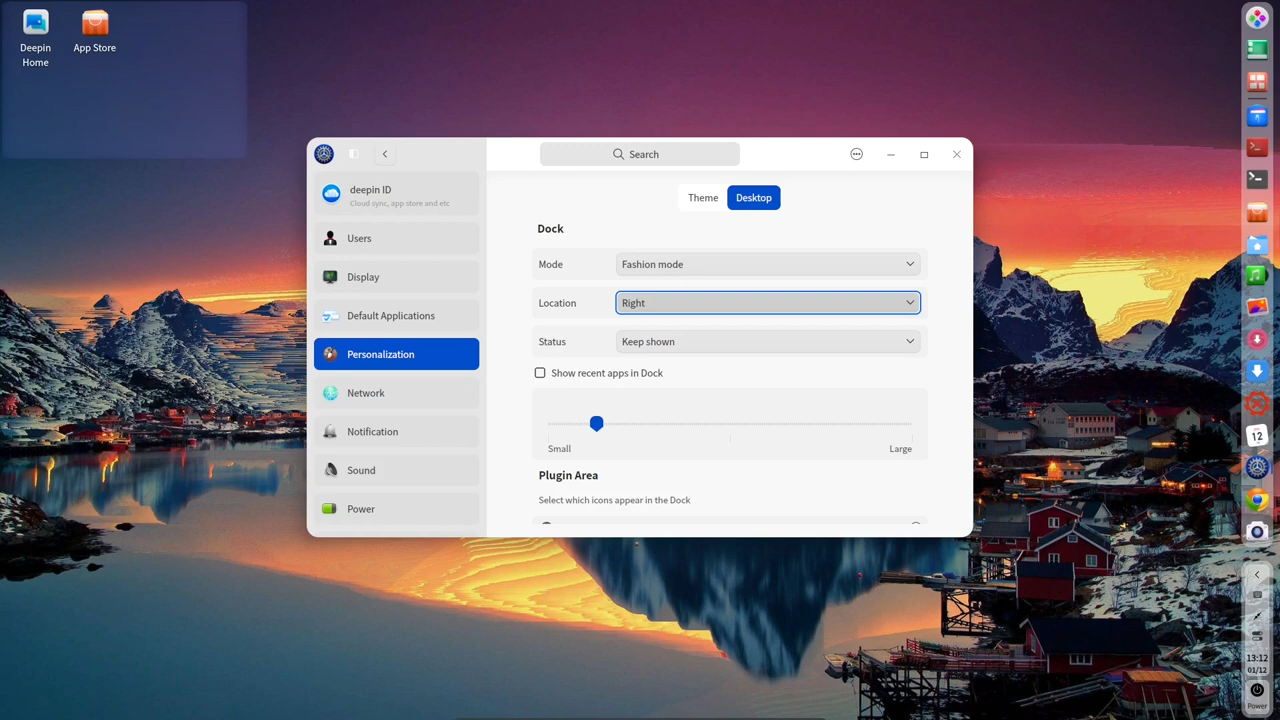 Deepin
Home
App Store
Search
deepin ID
Cloud sync, app store and etc
Users
Display
Default Applications
Personalization
Network
Notification
Sound
Power
Theme
Desktop
Dock
Mode
Fashion mode
Location
Right
Status
Keep shown
Show recent apps in Dock
Small
Large
Plugin Area
Select which icons appear in the Dock
12
13:12
01/12
Power